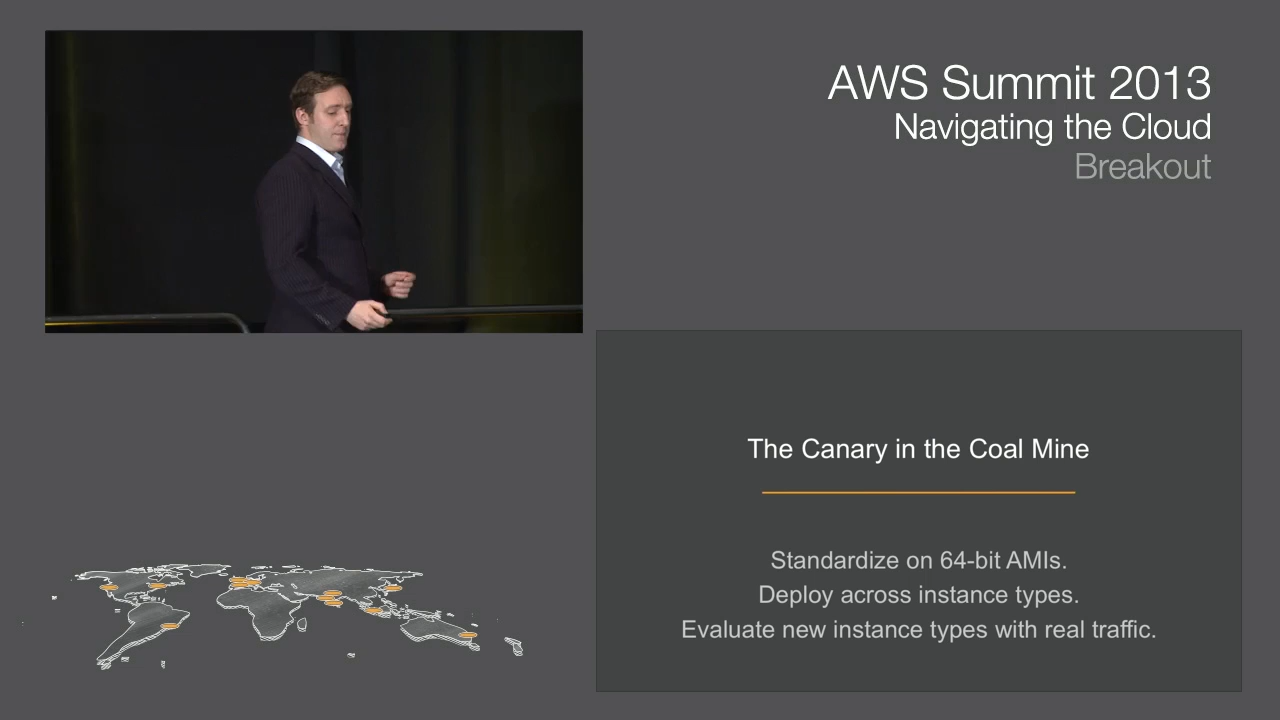 AWS Summit 2013
Navigating the Cloud
Breakout
The Canary in the Coal Mine
Standardize on 64-bit AMIs.
Deploy across instance types.
Evaluate new instance types with real traffic.